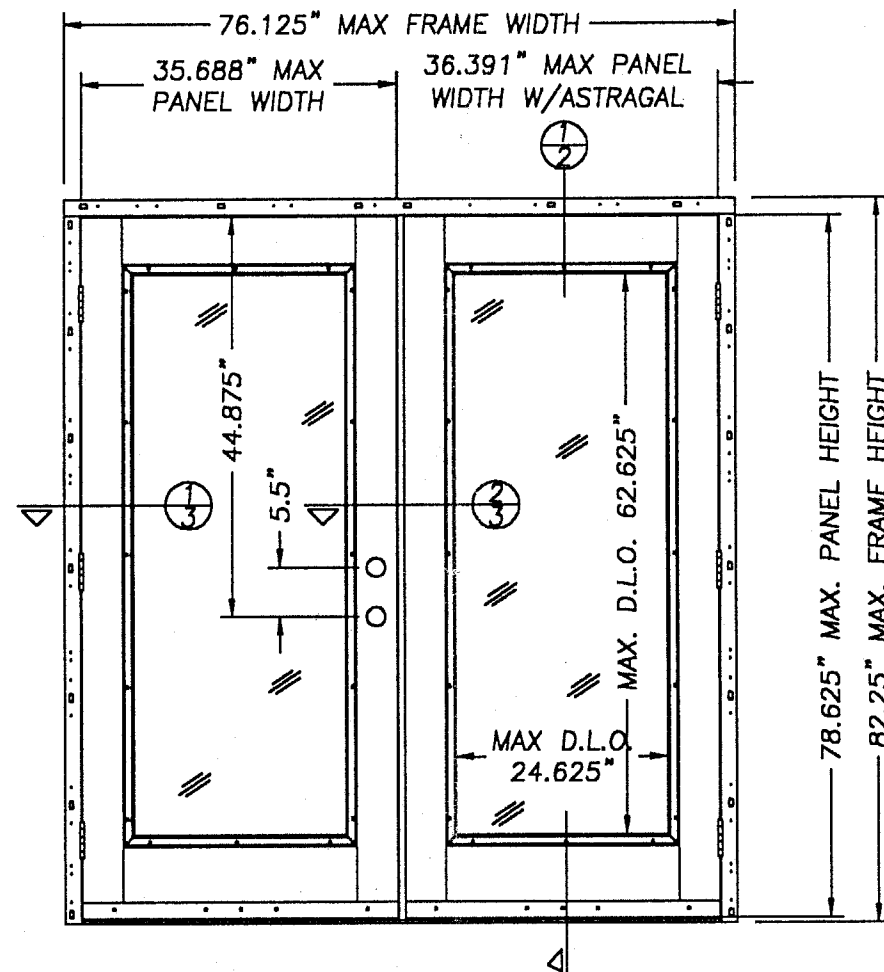 76.125" MAX FRAME WIDTH
35.688" MAX
PANEL WIDTH
36.391" MAX PANEL
WIDTH W/ASTRAGAL
1
2
44.875"
5.5"
1
3
2
3
MAX. D.L.O. 62.625"
MAX D.L.O.
24.625"
78.625" MAX. PANEL HEIGHT
82.25" MAX. FRAME HEIGHT